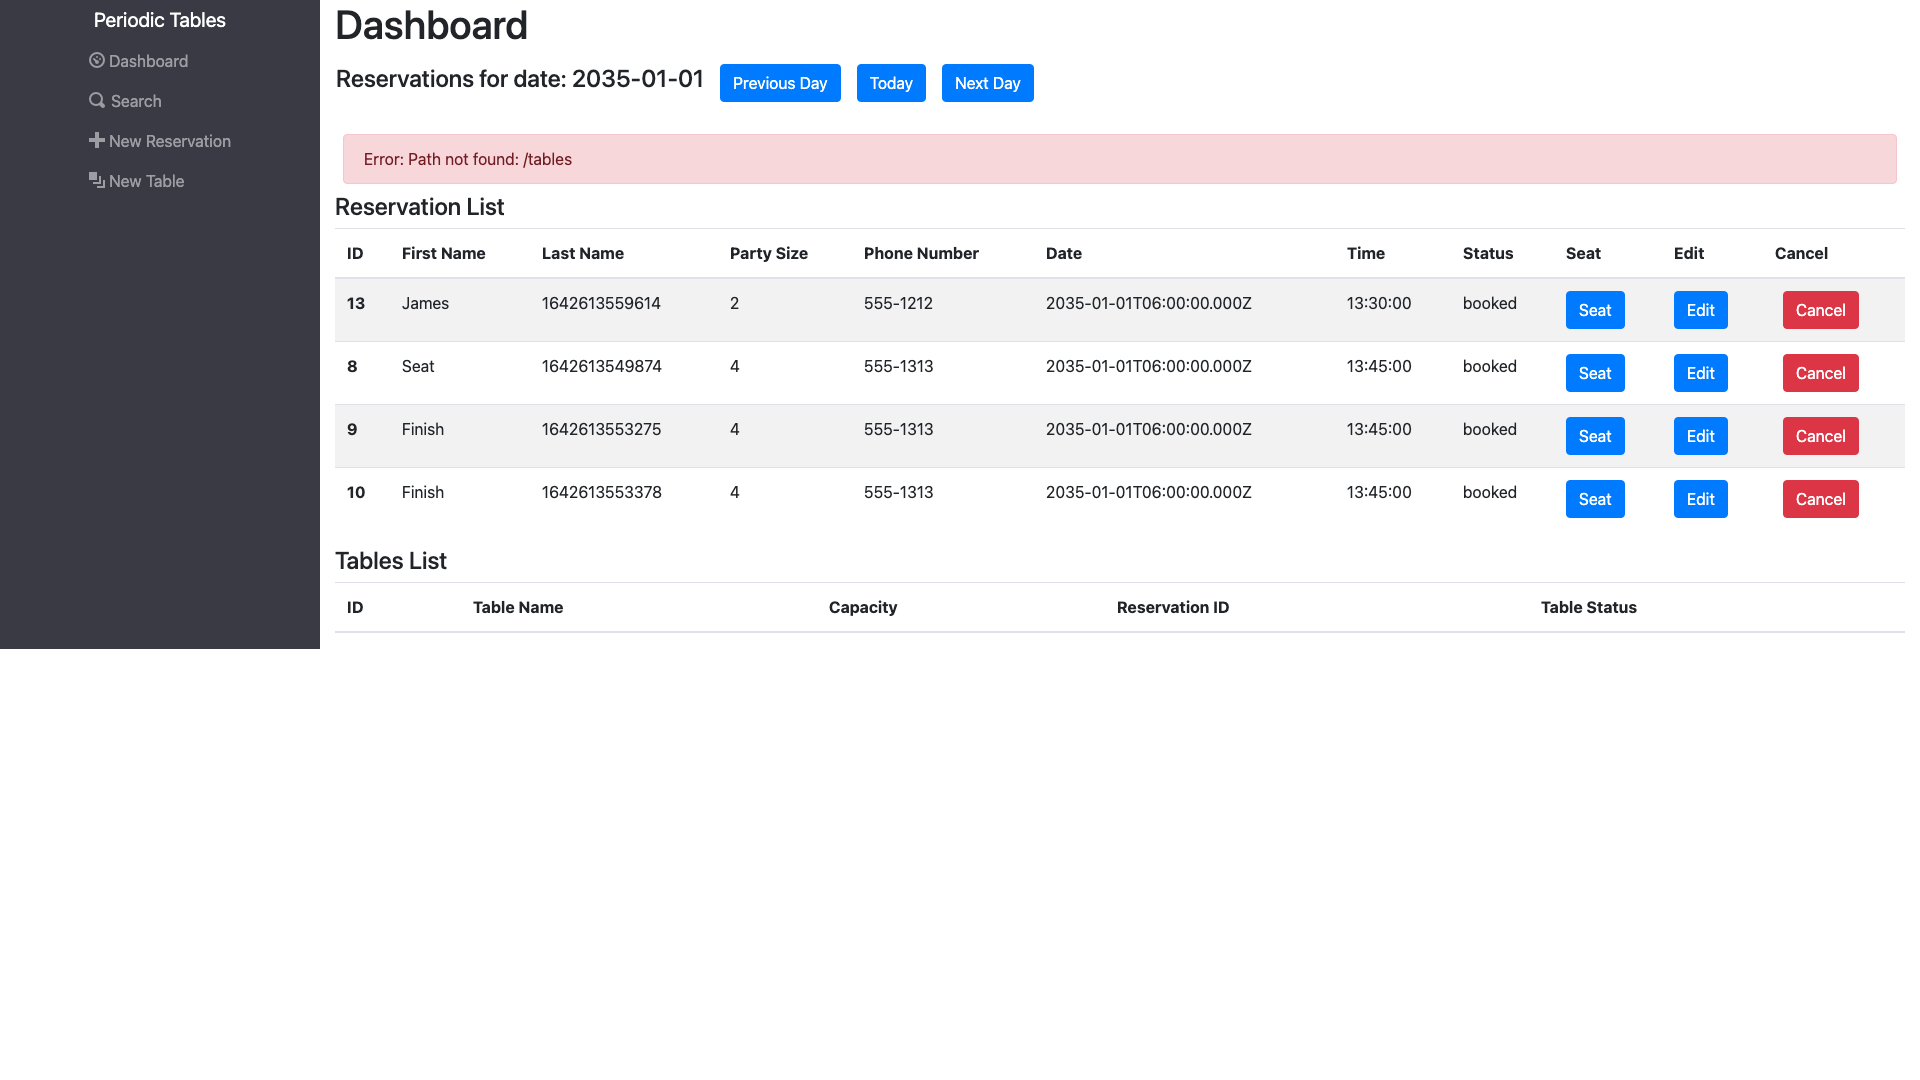 Periodic Tables
Dashboard
Search
New Reservation
New Table
Dashboard
Reservations for date: 2035-01-01 Previous Day Today Next Day
Error: Path not found: /tables
Reservation List
ID First Name Last Name Party Size Phone Number Date Time Status Seat Edit Cancel
13 James 1642613559614 2 555-1212 2035-01-01T06:00:00.000Z 13:30:00 booked Seat Edit Cancel
8 Seat 1642613549874 4 555-1313 2035-01-01T06:00:00.000Z 13:45:00 booked Seat Edit Cancel
9 Finish 1642613553275 4 555-1313 2035-01-01T06:00:00.000Z 13:45:00 booked Seat Edit Cancel
10 Finish 1642613553378 4 555-1313 2035-01-01T06:00:00.000Z 13:45:00 booked Seat Edit Cancel
Tables List
ID Table Name Capacity Reservation ID Table Status